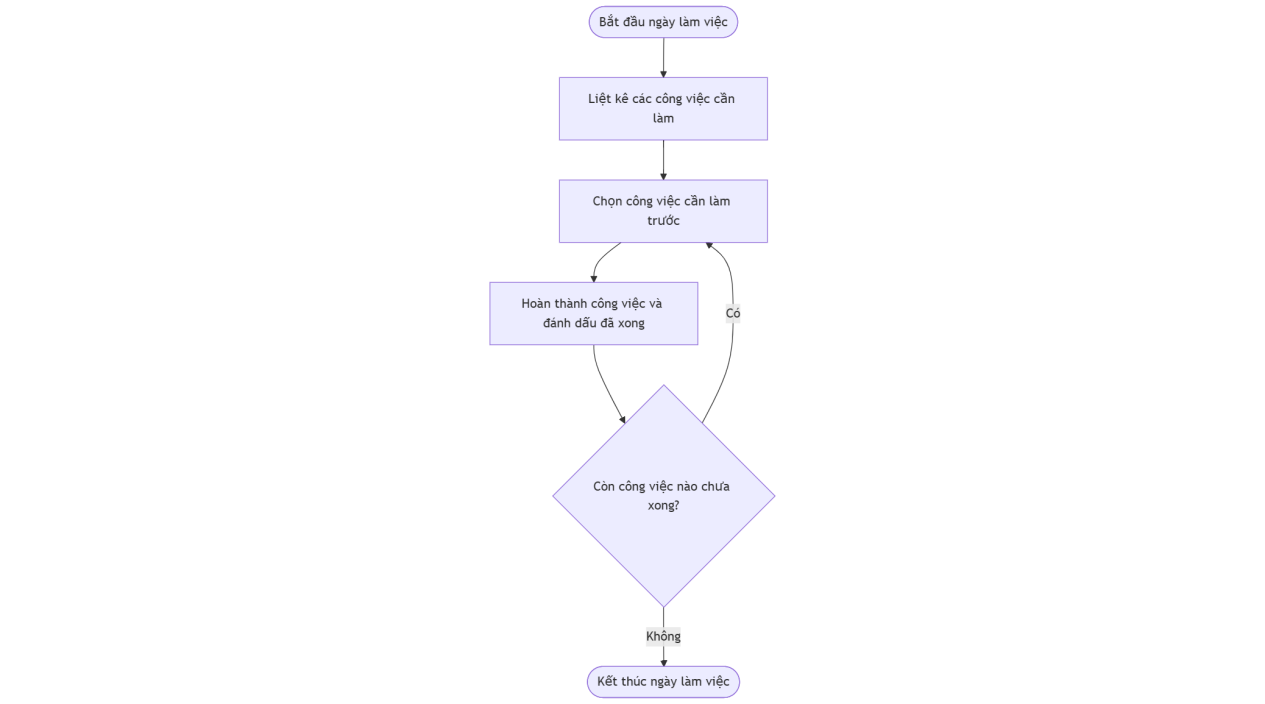 Bắt đầu ngày làm việc
Liệt kê các công việc cần
làm
Chọn công việc cần làm
trước
Hoàn thành công việc và
đánh dấu đã xong
Có
Còn công việc nào chưa
xong?
Không
Kết thúc ngày làm việc